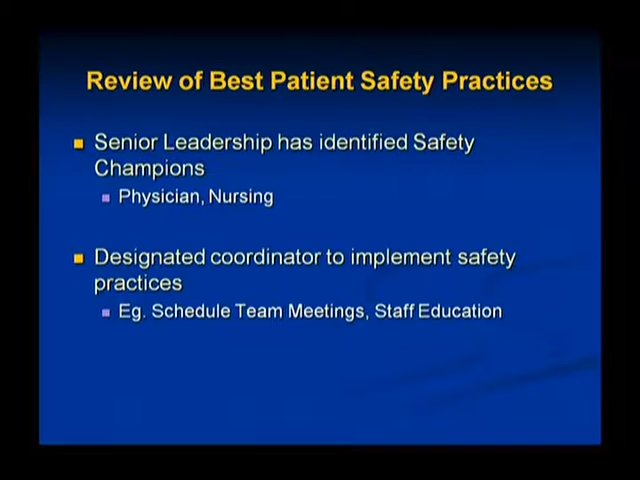 Review of Best Patient Safety Practices
Senior Leadership has identified Safety
Champions
Physician, Nursing
Designated coordinator to implement safety
practices
Eg. Schedule Team Meetings, Staff Education